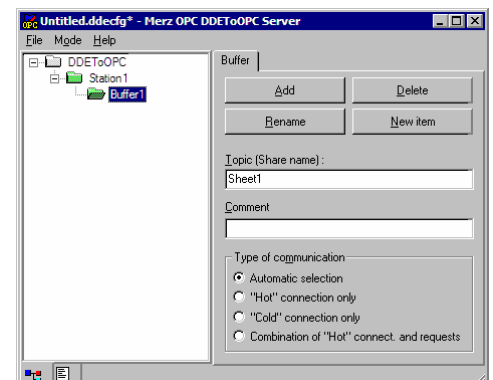 OPC Untitled.ddecfg* - Merz OPC DDEToOPC Server
File Mode Help
DDEToOPC
Station1
Buffer1
Buffer
Add Delete
Rename New item
Topic (Share name) :
Sheet1
Comment
Type of communication
Automatic selection
"Hot" connection only
"Cold" connection only
Combination of "Hot" connect. and requests